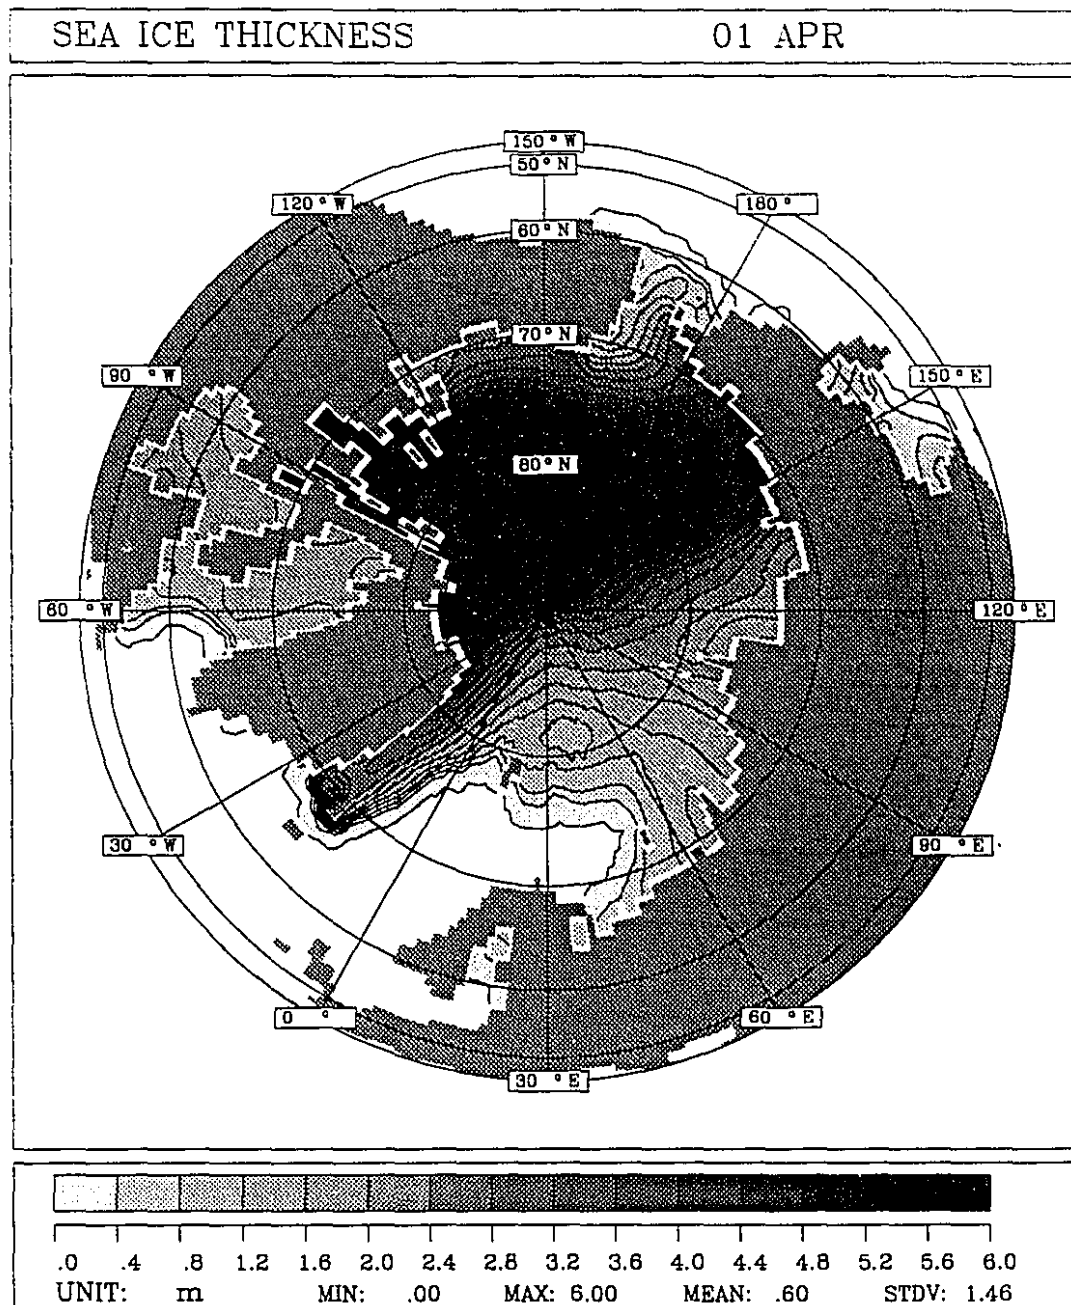 SEA ICE THICKNESS 01 APR
150° W
50° N
120° W 180°
60° N
70° N
90 °W 150° E
80° N
60 °W 120° E
30 °W 90 °E
0 ° 60 °E
30 °E
.0 .4 .8 1.2 1.6 2.0 2.4 2.8 3.2 3.6 4.0 4.4 4.8 5.2 5.6 6.0
UNIT: m MIN: .00 MAX: 6.00 MEAN: .60 STDV: 1.46